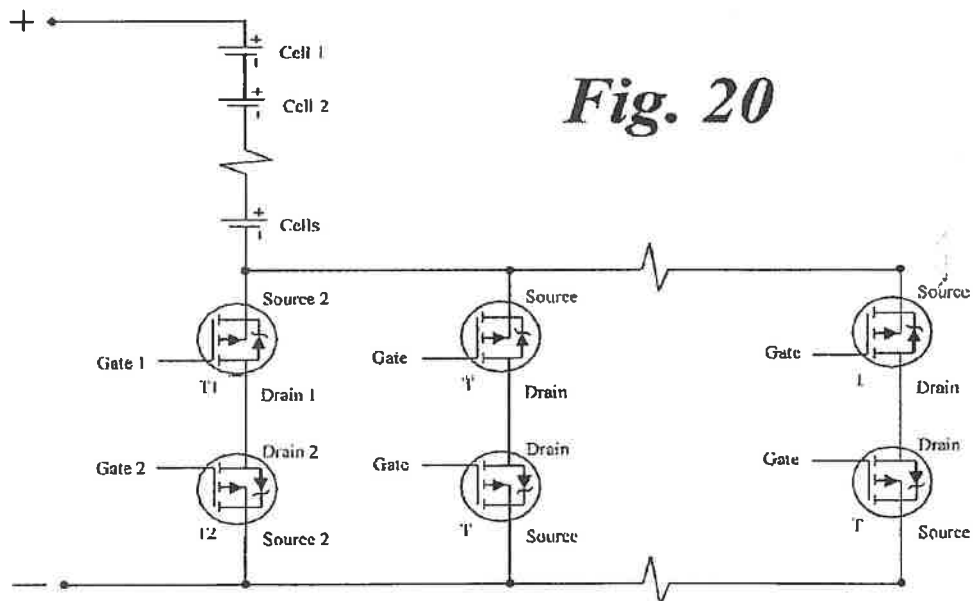 +
+
Cell 1
+
Cell 2
Fig. 20
+
Cells
Source 2
Source
Source
Gate 1
Gate
Gate
T1
T
Drain 1
Drain
Drain
Gate 2
Drain 2
Gate
Drain
Gate
Drain
T2
T
T
Source 2
Source
Source
—